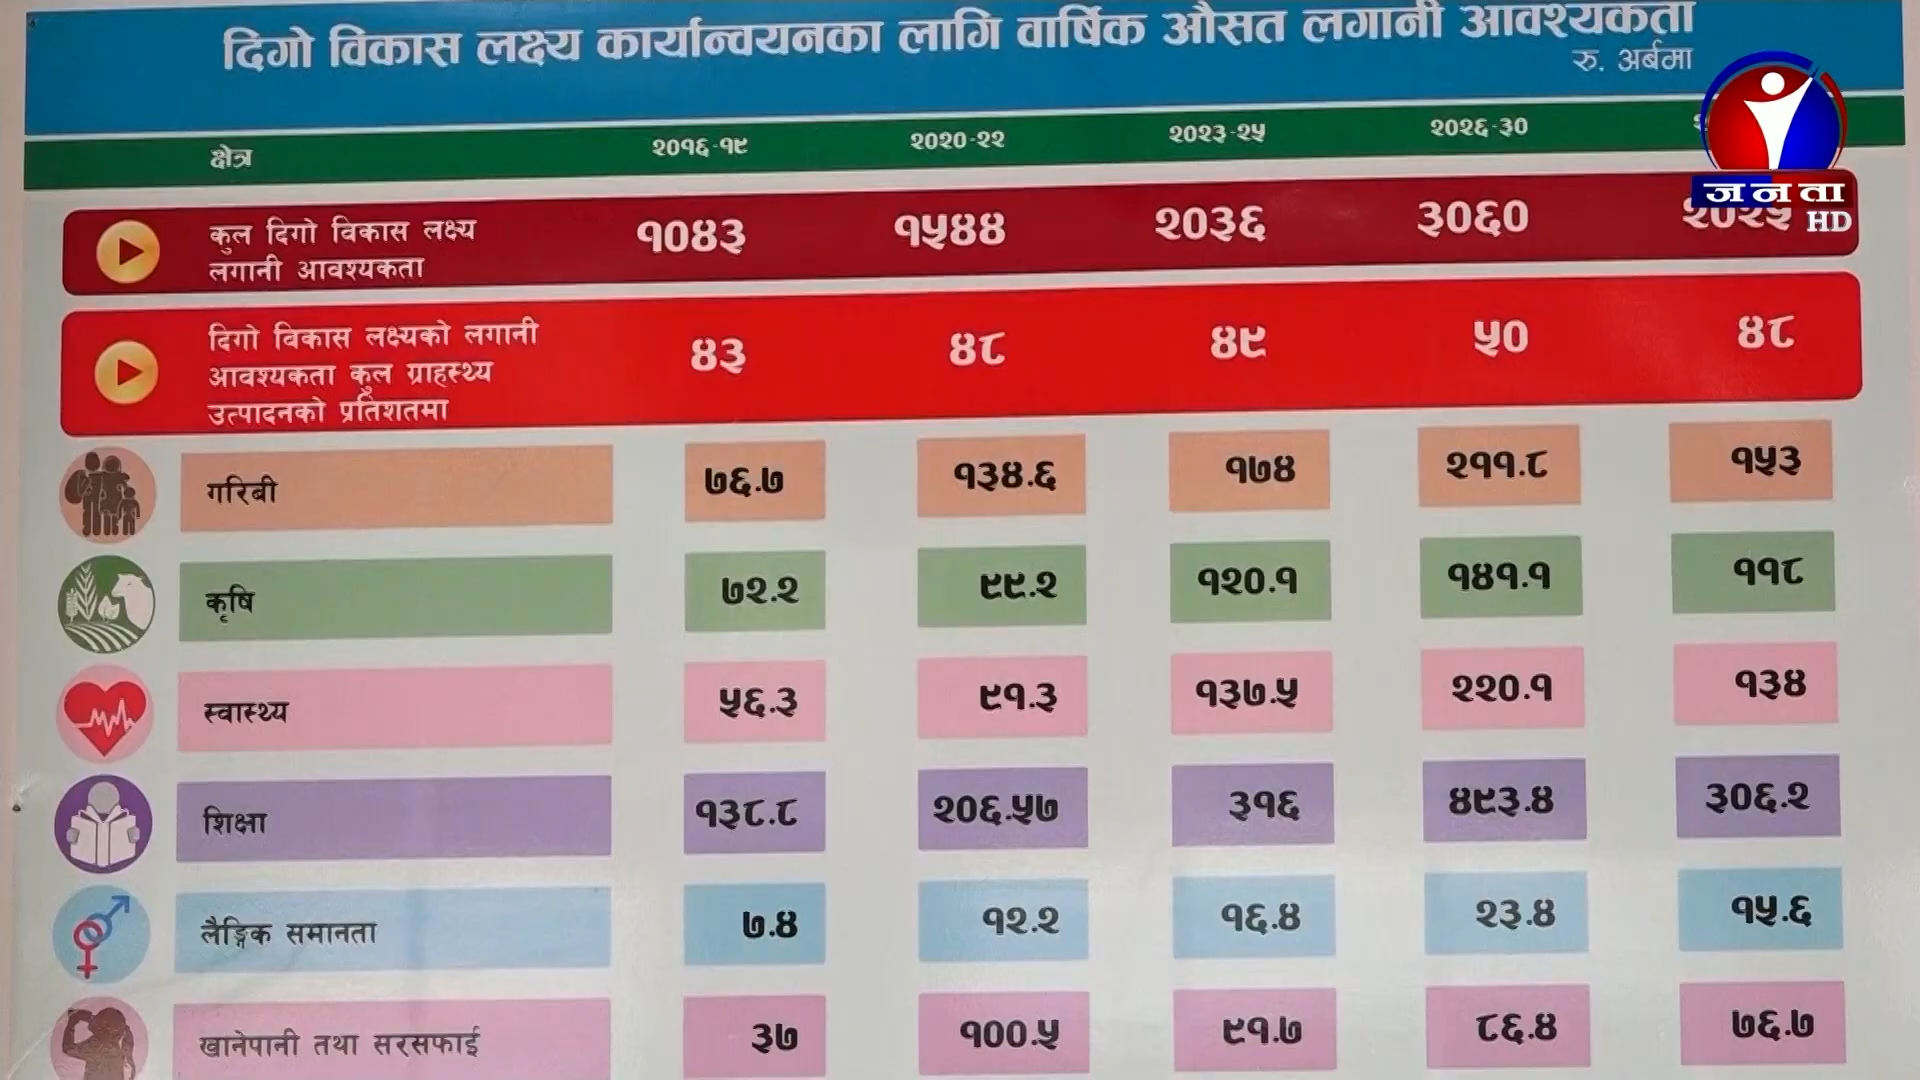 दिगो विकास लक्ष्य कार्यान्वयनका लागि वार्षिक औसत लगानी आवश्यकता
रु. अर्बमा
क्षेत्र २०१६-१९ २०२०-२२ २०२३-२५ २०२६-३०
कुल दिगो विकास लक्ष्य
लगानी आवश्यकता १०४३ १५४४ २०३६ ३०६० २०२५
दिगो विकास लक्ष्यको लगानी
आवश्यकता कुल ग्राहस्थ्य
उत्पादनको प्रतिशतमा ४३ ४८ ४९ ५० ४८
गरिबी ७६.७ १३४.६ १७४ २११.८ १५३
कृषि ७२.२ ९९.२ १२०.१ १४१.१ ११८
स्वास्थ्य ५६.३ ९१.३ १३७.५ २२०.१ १३४
शिक्षा १३८.८ २०६.५७ ३१६ ४९३.४ ३०६.२
लैङ्गिक समानता ७.४ १२.२ १६.४ २३.४ १५.६
खानेपानी तथा सरसफाई ३७ १००.५ ९१.७ ८६.४ ७६.७
जनता
HD